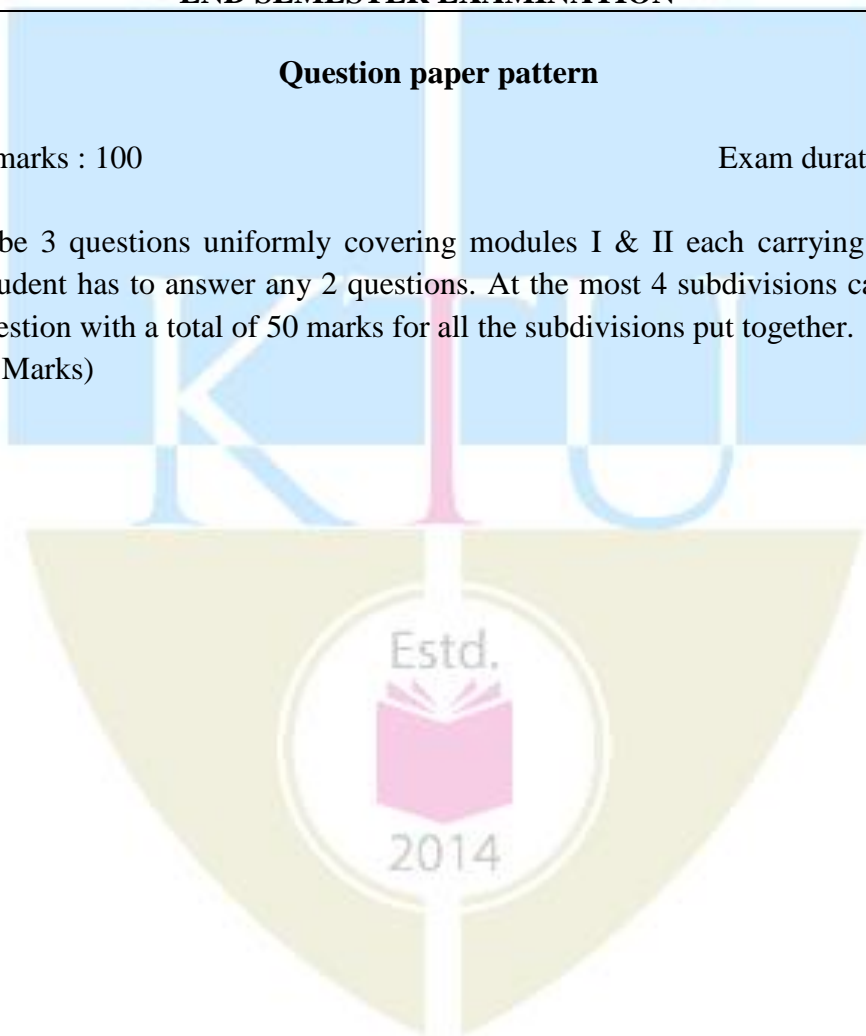 END SEMESTER EXAMINATION
Question paper pattern
marks : 100 Exam durat
be 3 questions uniformly covering modules I & II each carrying
udent has to answer any 2 questions. At the most 4 subdivisions ca
estion with a total of 50 marks for all the subdivisions put together.
Marks)
KTU
Estd.
2014